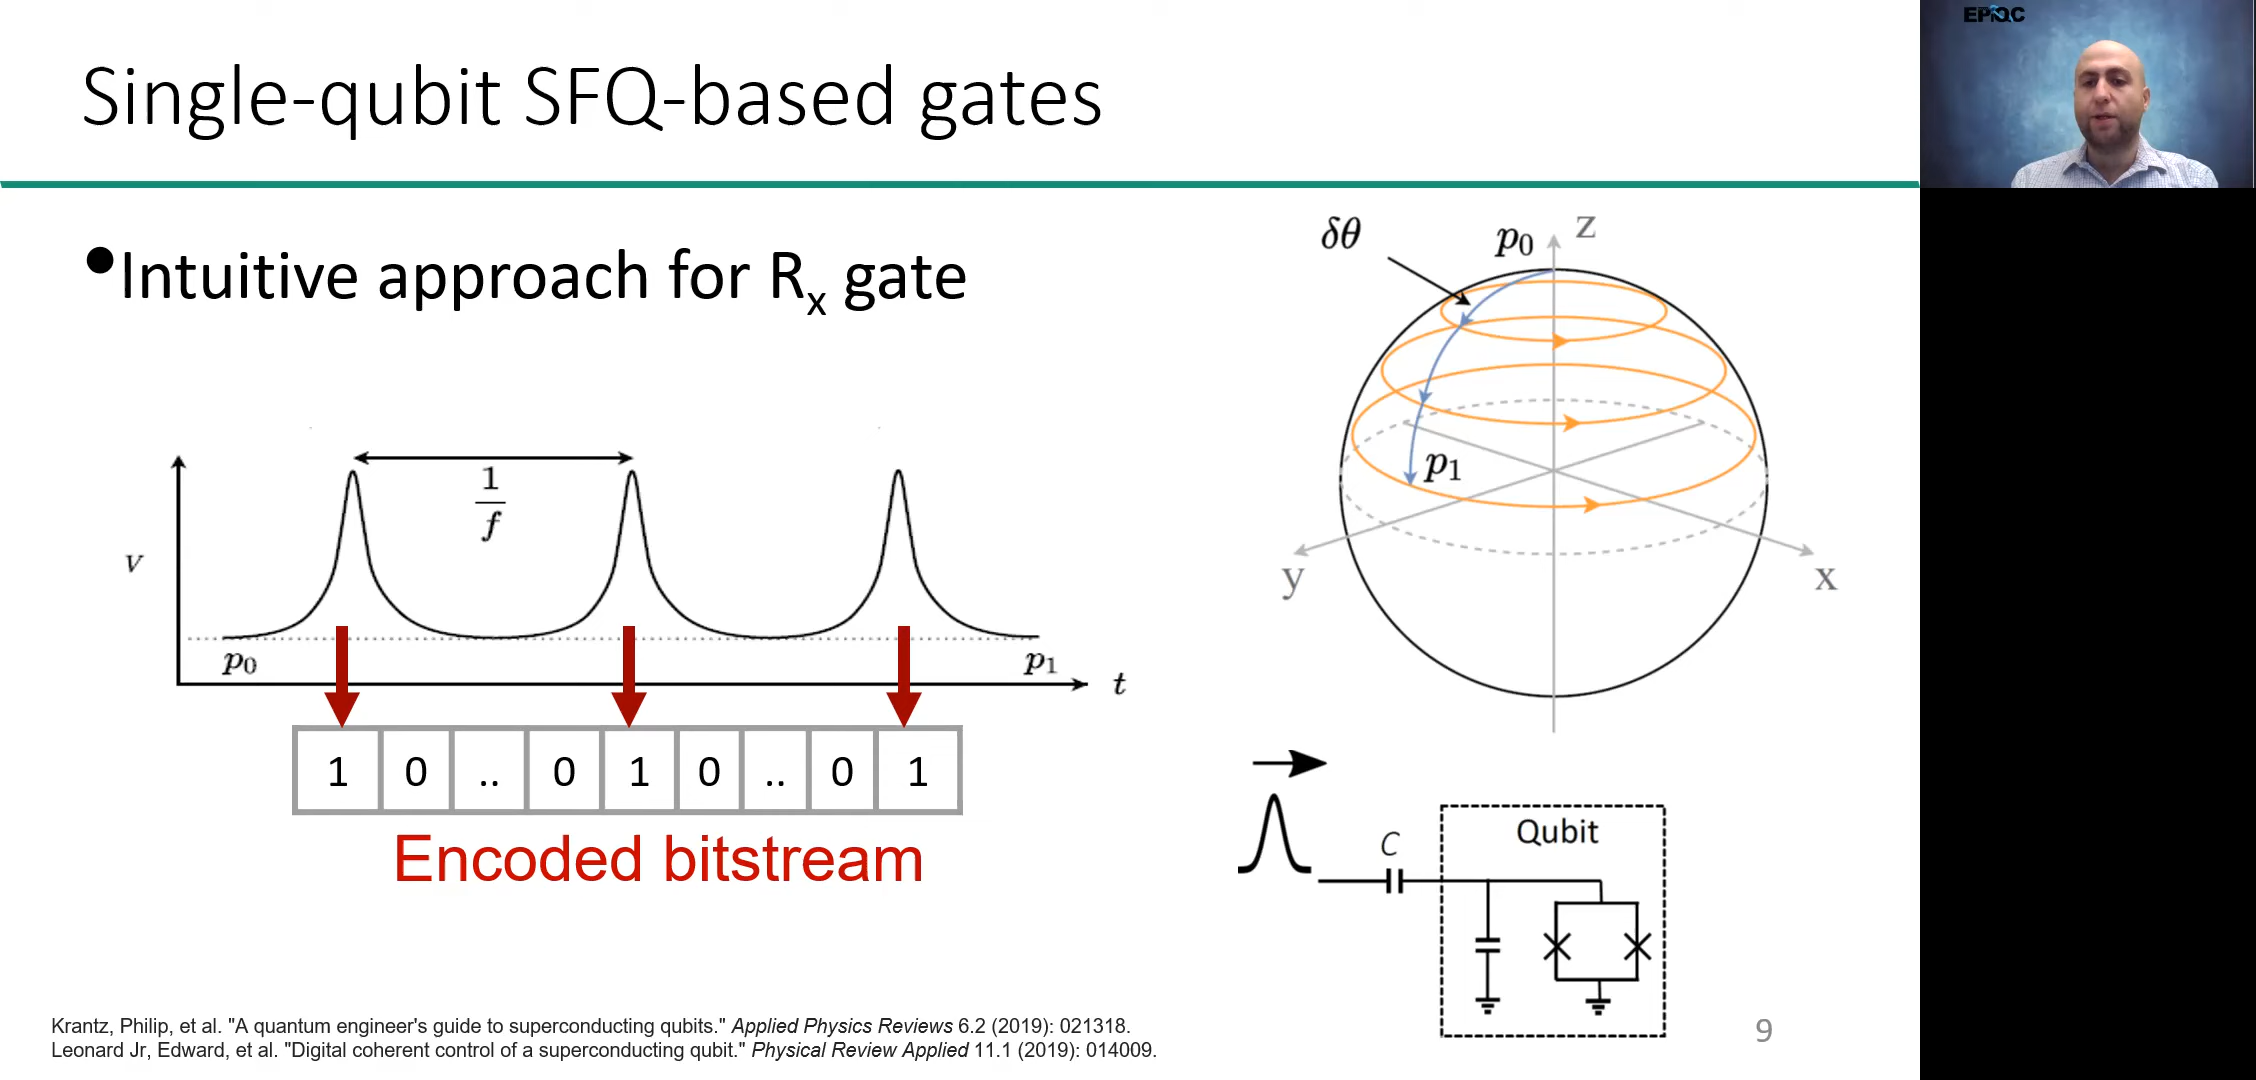 Single-qubit SFQ-based gates
EPiQC
•Intuitive approach for Rx gate
δθ
p0
z
p1
y
x
1
f
v
p0
p1
t
1 0 .. 0 1 0 .. 0 1
Encoded bitstream
C
Qubit
Krantz, Philip, et al. "A quantum engineer's guide to superconducting qubits." Applied Physics Reviews 6.2 (2019): 021318.
Leonard Jr, Edward, et al. "Digital coherent control of a superconducting qubit." Physical Review Applied 11.1 (2019): 014009.
9